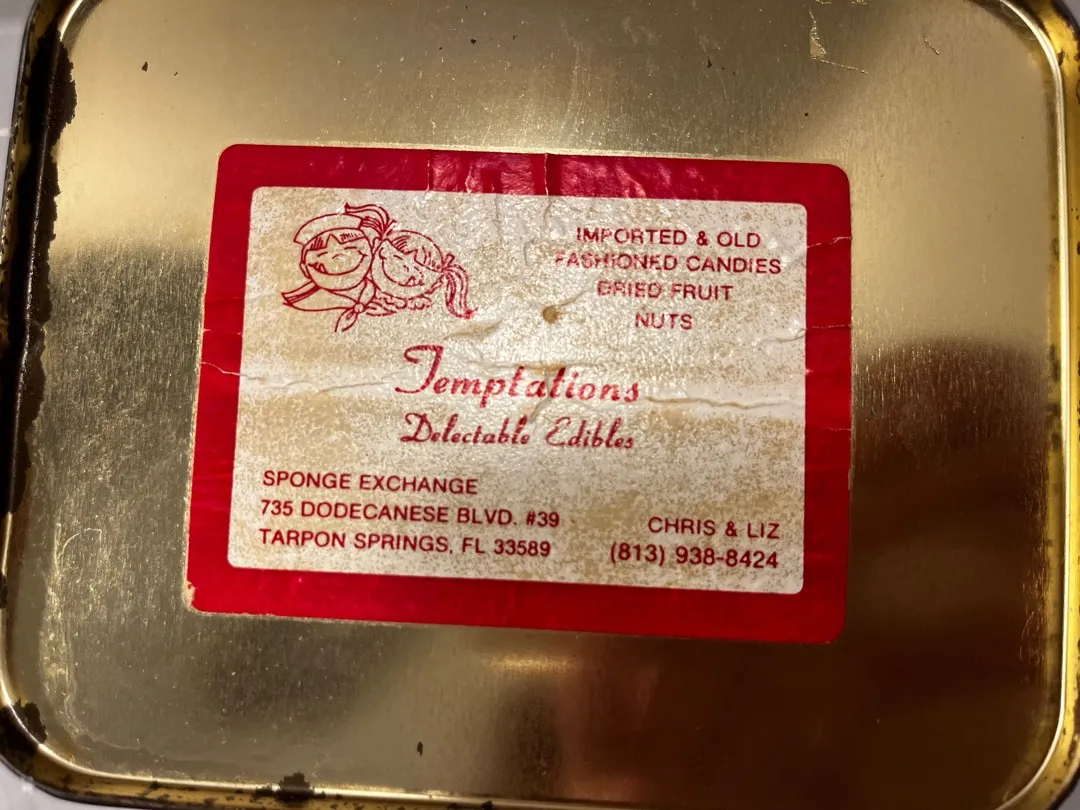 IMPORTED & OLD
FASHIONED CANDIES
DRIED FRUIT
NUTS
Temptations
Delectable Edibles
SPONGE EXCHANGE
735 DODECANESE BLVD. #39
TARPON SPRINGS, FL 33589
CHRIS & LIZ
(813) 938-8424